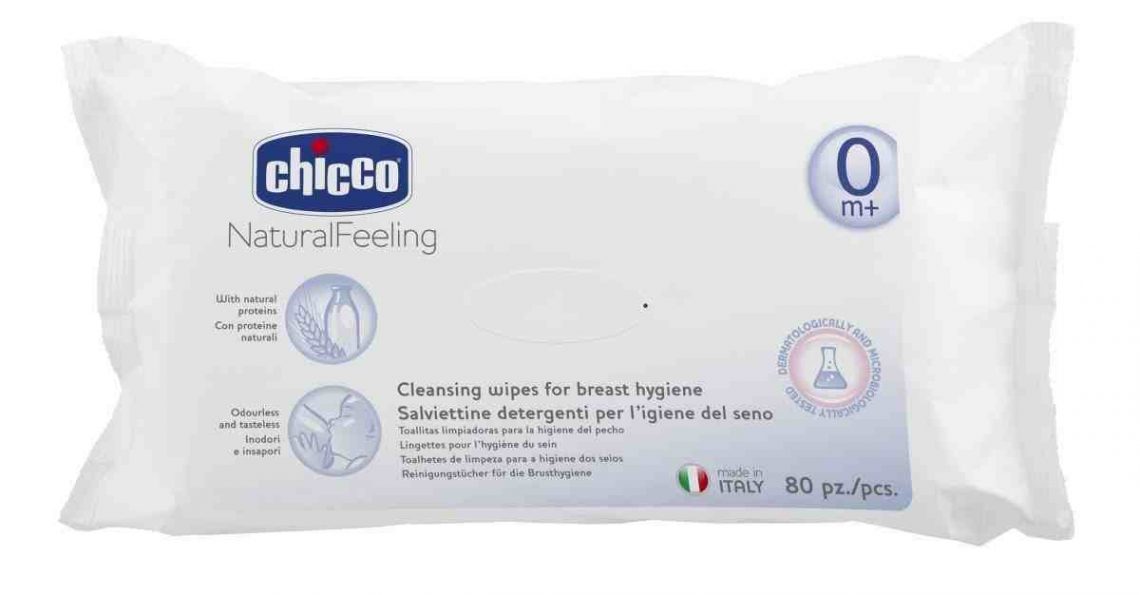 chicco
NaturalFeeling
0
m+
With natural
proteins
Con proteine
naturali
DERMATOLOGICALLY AND MICROBIOLOGICALLY TESTED
Odourless
and tasteless
Inodori
e insapori
Cleansing wipes for breast hygiene
Salviettine detergenti per l'igiene del seno
Toallitas limpiadoras para la higiene del pecho
Lingettes pour l'hygiène du sein
Toalhetes de limpeza para a higiene dos seios
Reinigungstücher für die Brusthygiene
made in
ITALY
80 pz./pcs.